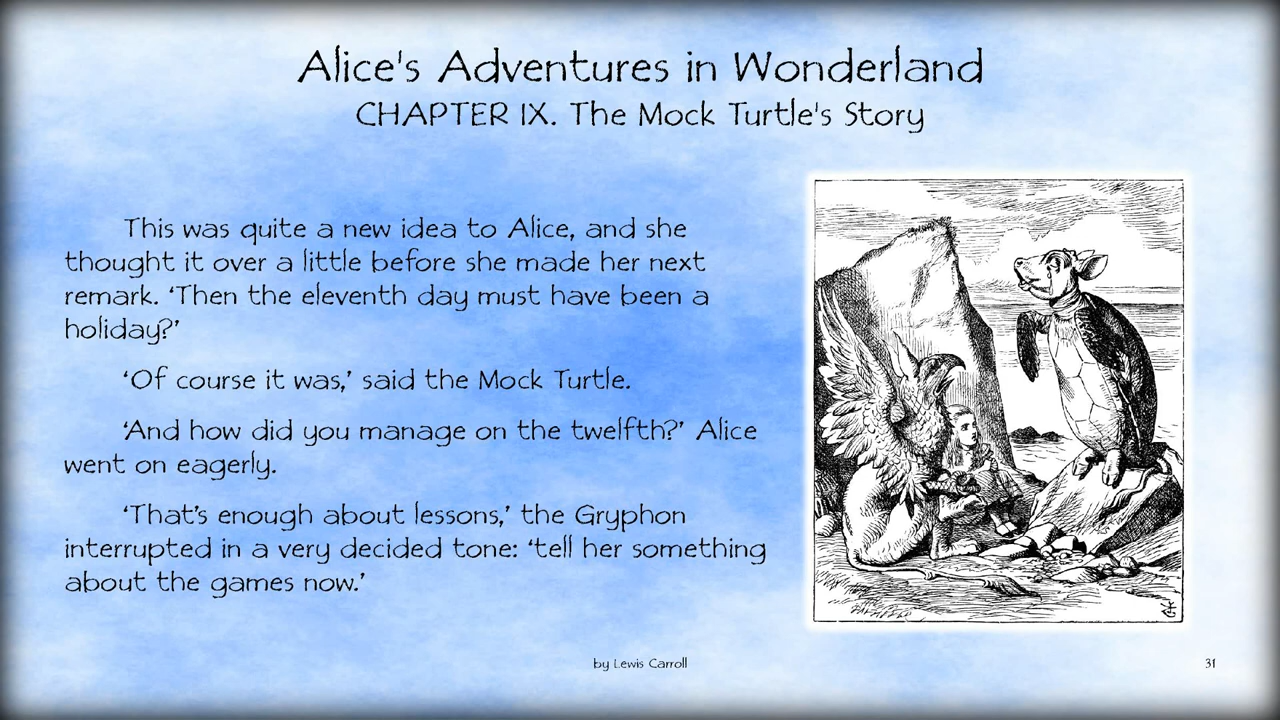 Alice's Adventures in Wonderland
CHAPTER IX. The Mock Turtle's Story
This was quite a new idea to Alice, and she
thought it over a little before she made her next
remark. ‘Then the eleventh day must have been a
holiday?’
‘Of course it was,’ said the Mock Turtle.
‘And how did you manage on the twelfth?’ Alice
went on eagerly.
‘That’s enough about lessons,’ the Gryphon
interrupted in a very decided tone: ‘tell her something
about the games now.’
by Lewis Carroll
31